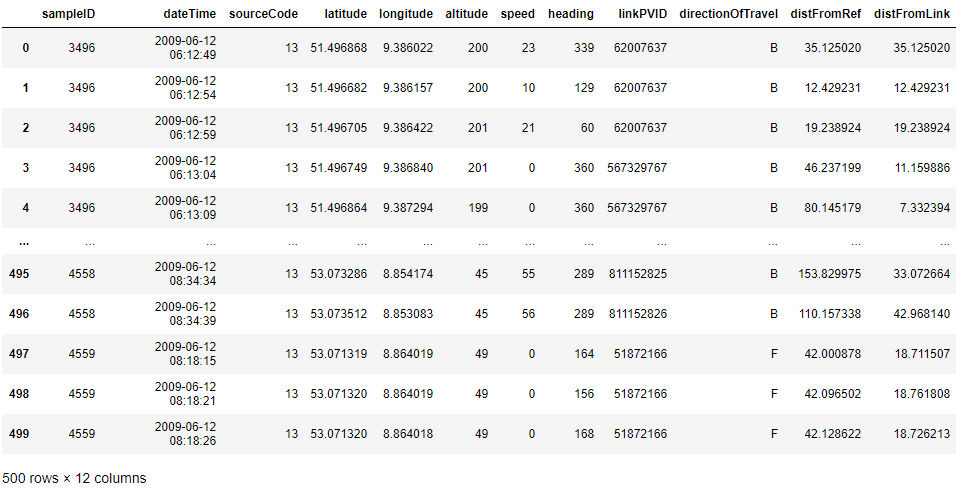 sampleID dateTime sourceCode latitude longitude altitude speed heading linkPVID directionOfTravel distFromRef distFromLink
0 3496 2009-06-12 06:12:49 13 51.496868 9.386022 200 23 339 62007637 B 35.125020 35.125020
1 3496 2009-06-12 06:12:54 13 51.496682 9.386157 200 10 129 62007637 B 12.429231 12.429231
2 3496 2009-06-12 06:12:59 13 51.496705 9.386422 201 21 60 62007637 B 19.238924 19.238924
3 3496 2009-06-12 06:13:04 13 51.496749 9.386840 201 0 360 567329767 B 46.237199 11.159886
4 3496 2009-06-12 06:13:09 13 51.496864 9.387294 199 0 360 567329767 B 80.145179 7.332394
... ... ... ... ... ... ... ... ... ... ... ... ...
495 4558 2009-06-12 08:34:34 13 53.073286 8.854174 45 55 289 811152825 B 153.829975 33.072664
496 4558 2009-06-12 08:34:39 13 53.073512 8.853083 45 56 289 811152826 B 110.157338 42.968140
497 4559 2009-06-12 08:18:15 13 53.071319 8.864019 49 0 164 51872166 F 42.000878 18.711507
498 4559 2009-06-12 08:18:21 13 53.071320 8.864019 49 0 156 51872166 F 42.096502 18.761808
499 4559 2009-06-12 08:18:26 13 53.071320 8.864018 49 0 168 51872166 F 42.128622 18.726213
500 rows × 12 columns